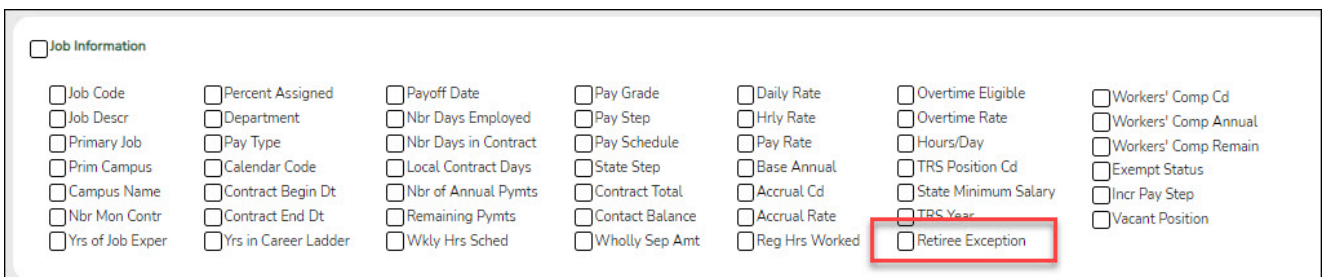 Job Information
Job Code Percent Assigned Payoff Date Pay Grade Daily Rate Overtime Eligible Workers' Comp Cd
Job Descr Department Nbr Days Employed Pay Step Hrly Rate Overtime Rate Workers' Comp Annual
Primary Job Pay Type Nbr Days in Contract Pay Schedule Pay Rate Hours/Day Workers' Comp Remain
Prim Campus Calendar Code Local Contract Days State Step Base Annual TRS Position Cd Exempt Status
Campus Name Contract Begin Dt Nbr of Annual Pymts Contract Total Accrual Cd State Minimum Salary Incr Pay Step
Nbr Mon Contr Contract End Dt Remaining Pymts Contact Balance Accrual Rate TRS Year Vacant Position
Yrs of Job Exper Yrs in Career Ladder Wkly Hrs Sched Wholly Sep Amt Reg Hrs Worked Retiree Exception